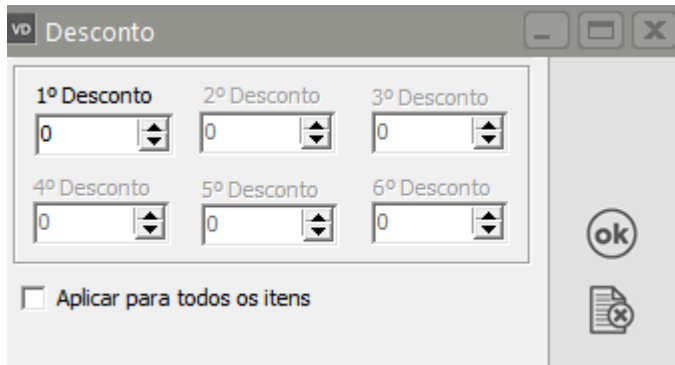 VD Desconto
1º Desconto 2º Desconto 3º Desconto
0 0 0
4º Desconto 5º Desconto 6º Desconto
0 0 0
Aplicar para todos os itens
ok